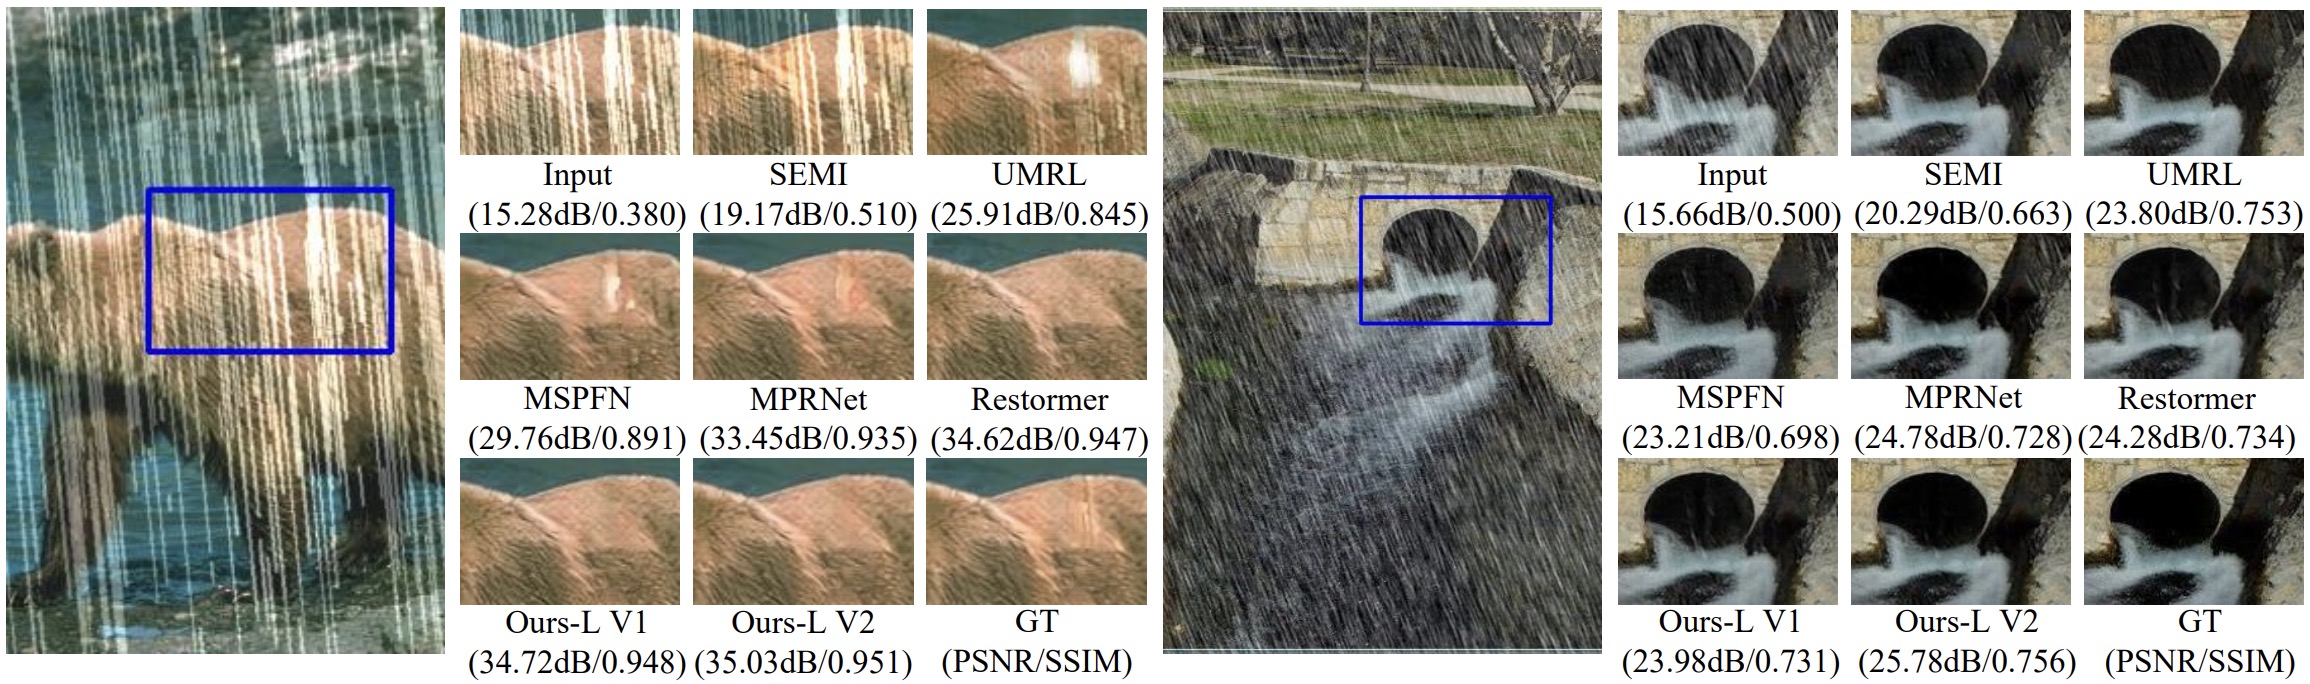 Input
(15.28dB/0.380)
SEMI
(19.17dB/0.510)
UMRL
(25.91dB/0.845)
MSPFN
(29.76dB/0.891)
MPRNet
(33.45dB/0.935)
Restormer
(34.62dB/0.947)
Ours-L V1
(34.72dB/0.948)
Ours-L V2
(35.03dB/0.951)
GT
(PSNR/SSIM)
Input
(15.66dB/0.500)
SEMI
(20.29dB/0.663)
UMRL
(23.80dB/0.753)
MSPFN
(23.21dB/0.698)
MPRNet
(24.78dB/0.728)
Restormer
(24.28dB/0.734)
Ours-L V1
(23.98dB/0.731)
Ours-L V2
(25.78dB/0.756)
GT
(PSNR/SSIM)